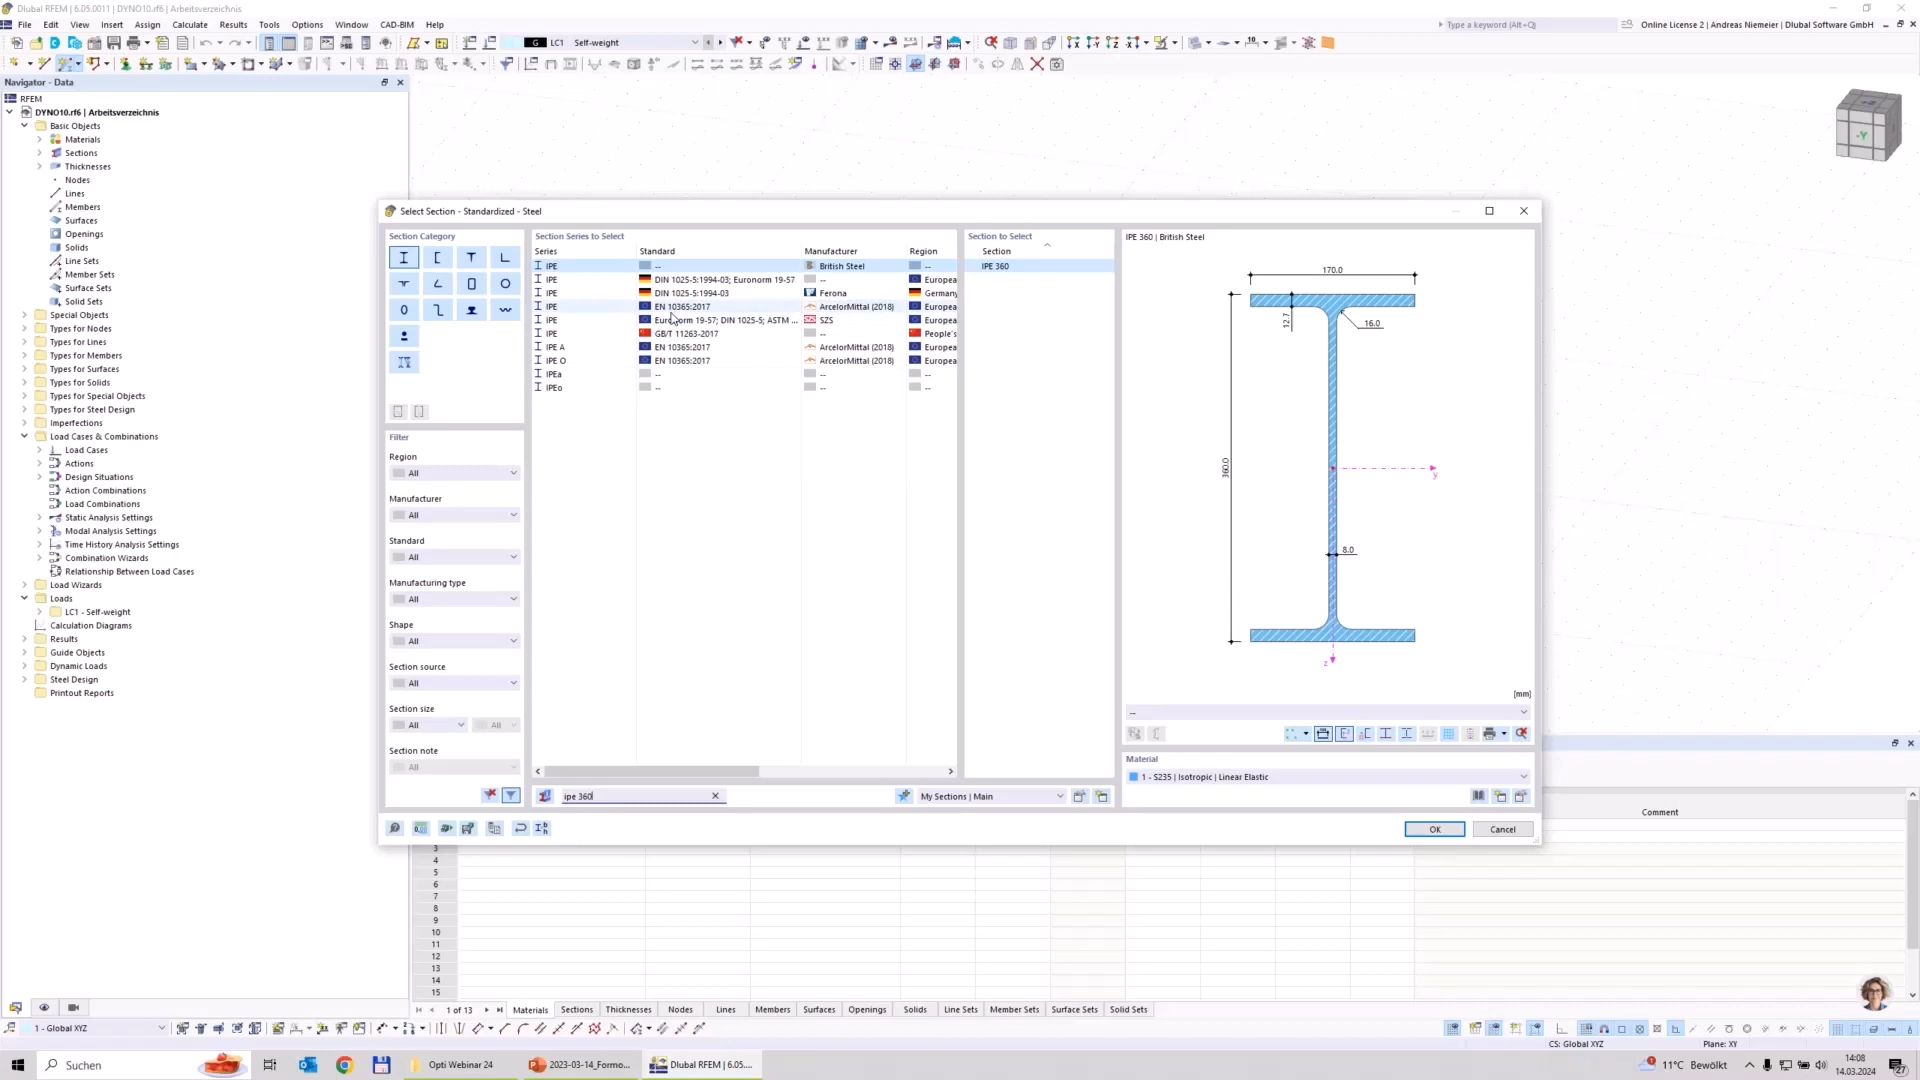 Dlubal RFEM | 6.05.0011 | DYNO10.rf6 | Arbeitsverzeichnis
File Edit View Insert Assign Calculate Results Tools Options Window CAD-BIM Help
Type a keyword (Alt+Q)
Online License 2 | Andreas Niemeier | Dlubal Software GmbH
G LC1 Self-weight
Navigator - Data
RFEM
DYNO10.rf6 | Arbeitsverzeichnis
Basic Objects
Materials
Sections
Thicknesses
Nodes
Lines
Members
Surfaces
Openings
Solids
Line Sets
Member Sets
Surface Sets
Solid Sets
Special Objects
Types for Nodes
Types for Lines
Types for Members
Types for Surfaces
Types for Solids
Types for Special Objects
Types for Steel Design
Imperfections
Load Cases & Combinations
Load Cases
Actions
Design Situations
Action Combinations
Load Combinations
Static Analysis Settings
Modal Analysis Settings
Time History Analysis Settings
Combination Wizards
Relationship Between Load Cases
Load Wizards
Loads
LC1 - Self-weight
Calculation Diagrams
Results
Guide Objects
Dynamic Loads
Steel Design
Printout Reports
Select Section - Standardized - Steel
Section Category
Filter
Region
All
Manufacturer
All
Standard
All
Manufacturing type
All
Shape
All
Section source
All
Section size
All All
Section note
All
Section Series to Select
Series Standard Manufacturer Region
IPE -- British Steel --
IPE DIN 1025-5:1994-03; Euronorm 19-57 -- Europea
IPE DIN 1025-5:1994-03 Ferona Germany
IPE EN 10365:2017 ArcelorMittal (2018) Europea
IPE Euronorm 19-57; DIN 1025-5; ASTM ... SZS Europea
IPE GB/T 11263-2017 -- People's
IPE A EN 10365:2017 ArcelorMittal (2018) Europea
IPE O EN 10365:2017 ArcelorMittal (2018) Europea
IPEa -- -- --
IPEo -- -- --
ipe 360
My Sections | Main
Section to Select
Section
IPE 360
IPE 360 | British Steel
170.0
12.7
16.0
360.0
y
8.0
z
[mm]
--
Material
1 - S235 | Isotropic | Linear Elastic
OK Cancel
Comment
3
4
5
6
7
8
9
10
11
12
13
14
15
1 of 13
Materials Sections Thicknesses Nodes Lines Members Surfaces Openings Solids Line Sets Member Sets Surface Sets Solid Sets
1 - Global XYZ
CS: Global XYZ Plane: XY
Suchen
Opti Webinar 24
2023-03-14_Formo...
Dlubal RFEM | 6.05....
11°C Bewölkt
14:08
14.03.2024
27